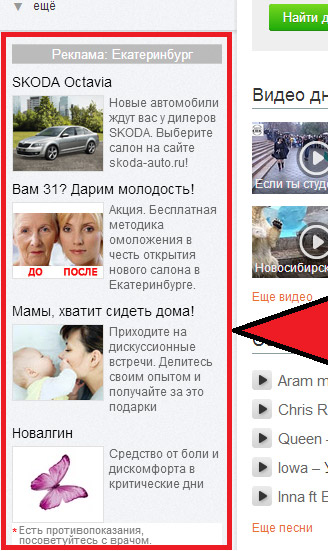 ещё
Реклама: Екатеринбург
SKODA Octavia
Новые автомобили
ждут вас у дилеров
SKODA. Выберите
салон на сайте
skoda-auto.ru!
Вам 31? Дарим молодость!
Акция. Бесплатная
методика
омоложения в
честь открытия
нового салона в
Екатеринбурге.
ДО ПОСЛЕ
Мамы, хватит сидеть дома!
Приходите на
дискуссионные
встречи. Делитесь
своим опытом и
получайте за это
подарки
Новалгин
Средство от боли и
дискомфорта в
критические дни
* Есть противопоказания,
посоветуйтесь с врачом.
Найти д
Видео дн
Если ты студе
Новосибирск
Еще видео
Aram m
Chris R
Queen –
Iowa – У
Inna ft E
Еще песни